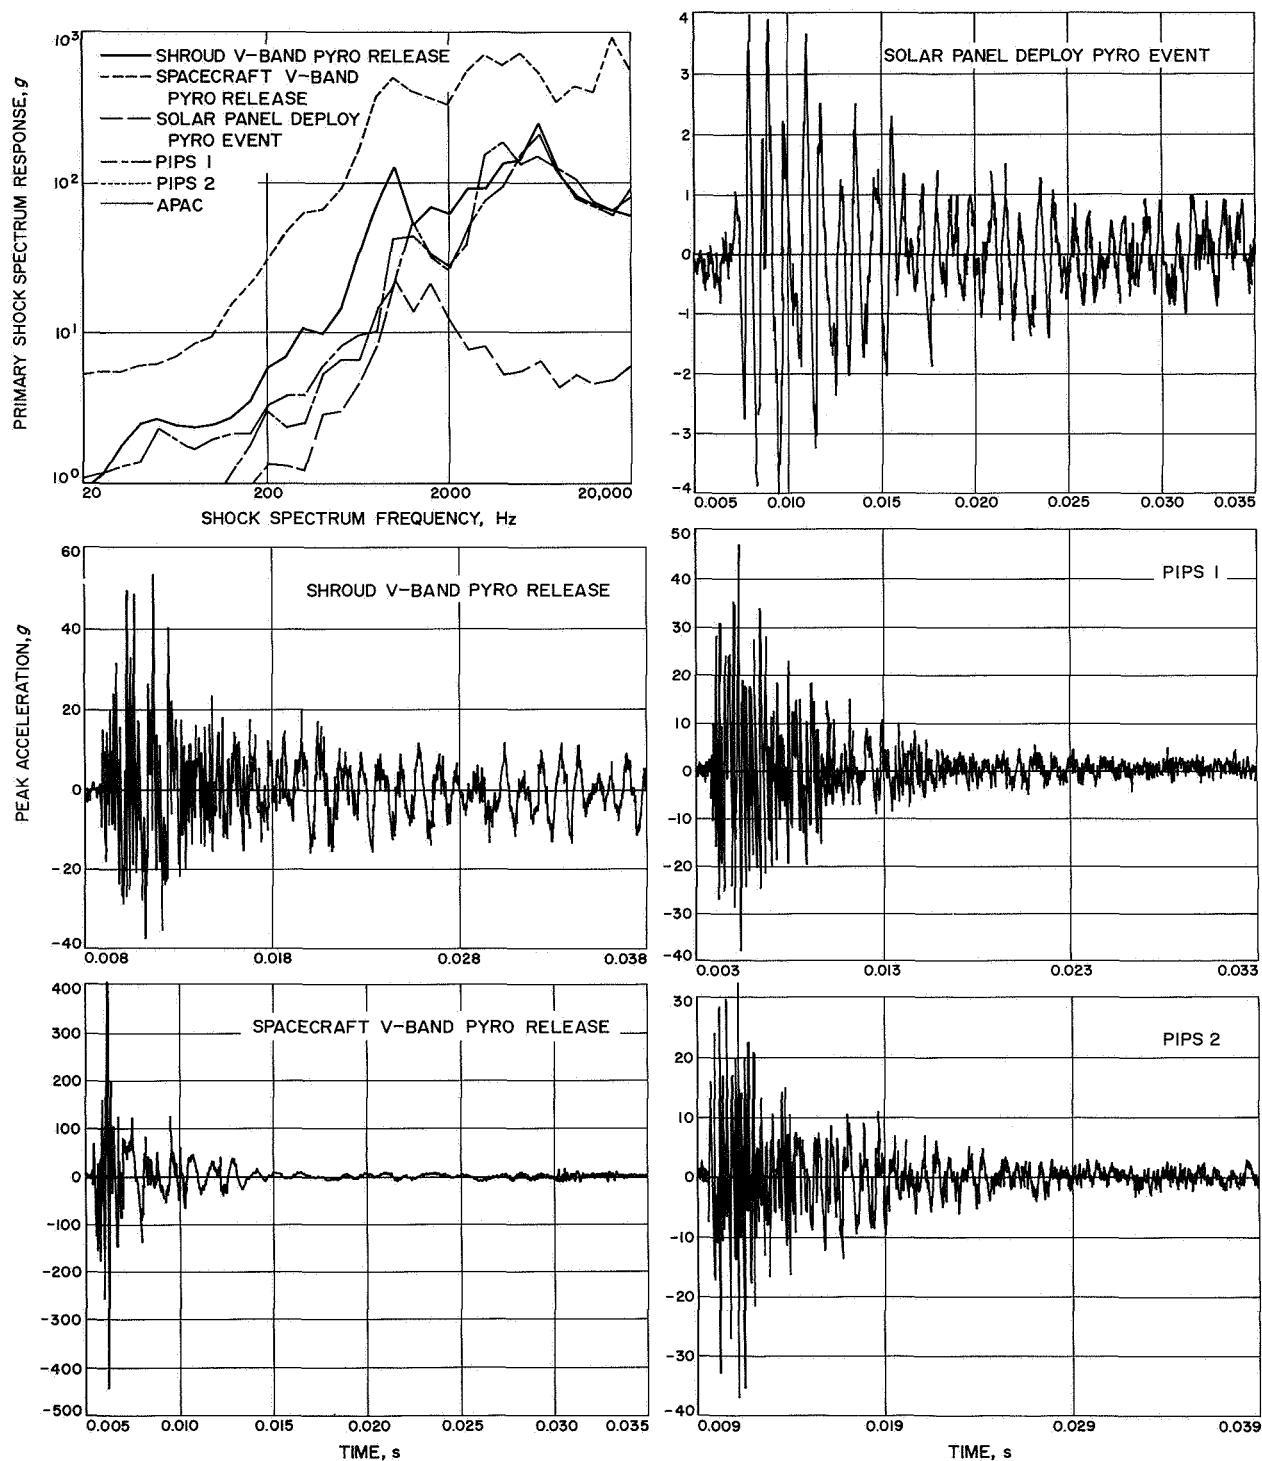 PRIMARY SHOCK SPECTRUM RESPONSE, g
10³
10²
10¹
10⁰
SHROUD V–BAND PYRO RELEASE
SPACECRAFT V–BAND
PYRO RELEASE
SOLAR PANEL DEPLOY
PYRO EVENT
PIPS 1
PIPS 2
APAC
20 200 2000 20,000
SHOCK SPECTRUM FREQUENCY, Hz
SOLAR PANEL DEPLOY PYRO EVENT
4
3
2
1
0
-1
-2
-3
-4
0.005 0.010 0.015 0.020 0.025 0.030 0.035
PEAK ACCELERATION, g
SHROUD V–BAND PYRO RELEASE
60
40
20
0
-20
-40
0.008 0.018 0.028 0.038
PIPS 1
50
40
30
20
10
0
-10
-20
-30
-40
0.003 0.013 0.023 0.033
SPACECRAFT V–BAND PYRO RELEASE
400
300
200
100
0
-100
-200
-300
-400
-500
0.005 0.010 0.015 0.020 0.025 0.030 0.035
TIME, s
PIPS 2
30
20
10
0
-10
-20
-30
-40
0.009 0.019 0.029 0.039
TIME, s